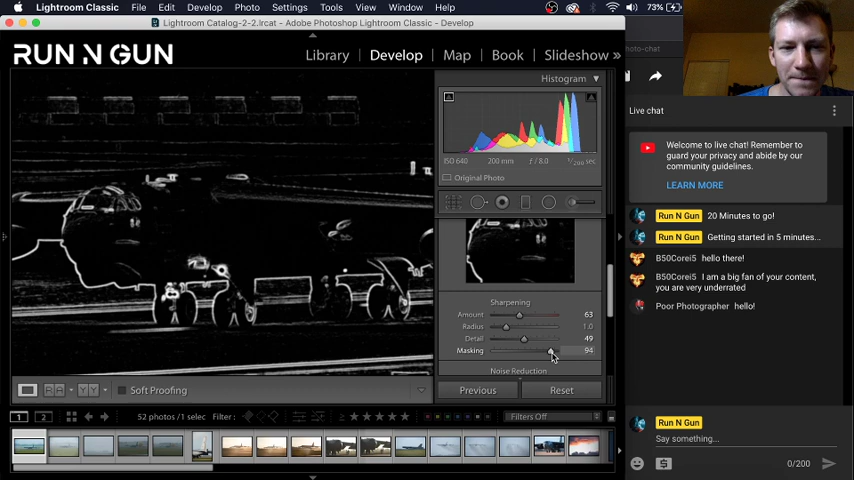 Lightroom Classic File Edit Develop Photo Settings Tools View Window Help 73%
Lightroom Catalog-2-2.lrcat - Adobe Photoshop Lightroom Classic - Develop
RUN N GUN
Library | Develop | Map | Book | Slideshow »
Histogram
ISO 640 200 mm ƒ / 8.0
Original Photo
Sharpening
Amount 63
Radius 1.0
Detail 49
Masking 94
Noise Reduction
Previous Reset
Soft Proofing
1 2 52 photos / 1 selec Filter : Filters Off
Live chat
Welcome to live chat! Remember to
guard your privacy and abide by our
community guidelines.
LEARN MORE
Run N Gun 20 Minutes to go!
Run N Gun Getting started in 5 minutes...
B50Corei5 hello there!
B50Corei5 I am a big fan of your content,
you are very underrated
Poor Photographer hello!
Run N Gun
Say something...
0/200